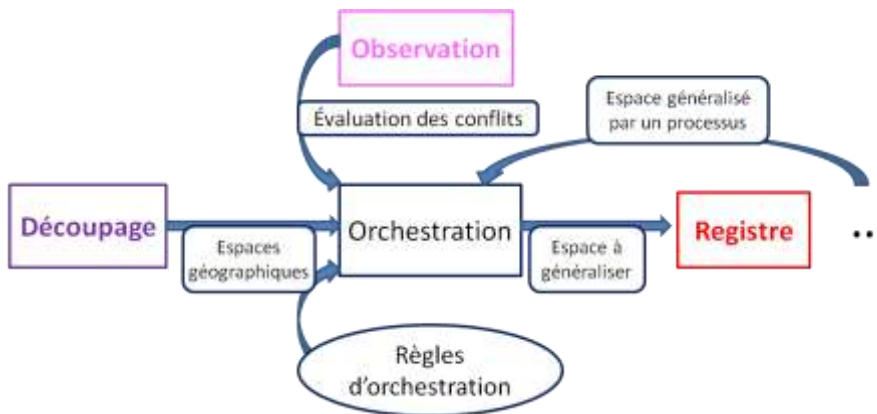 Observation
Évaluation des conflits
Espace généralisé
par un processus
Découpage
Espaces
géographiques
Orchestration
Espace à
généraliser
Registre
..
Règles
d'orchestration